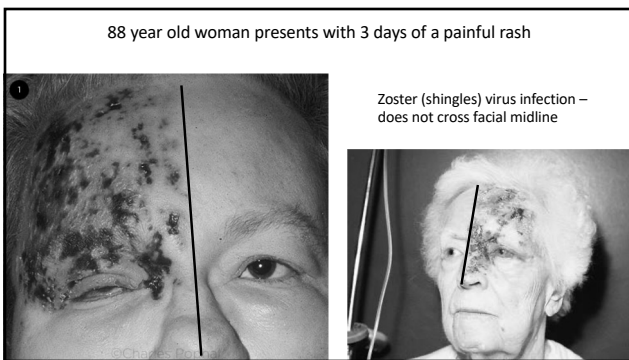 88 year old woman presents with 3 days of a painful rash
1
Zoster (shingles) virus infection –
does not cross facial midline